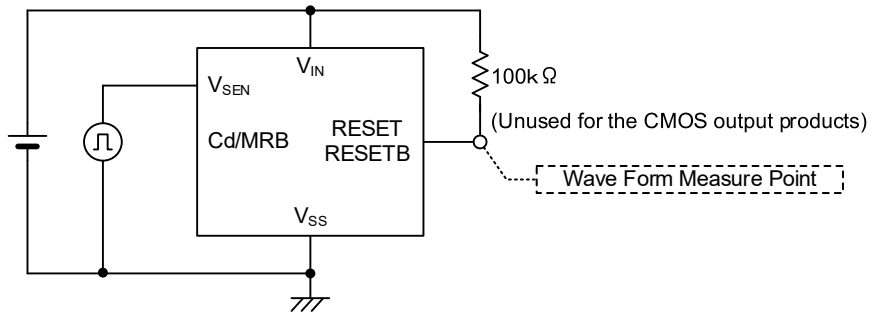 VIN
100kΩ
VSEN
(Unused for the CMOS output products)
Cd/MRB
RESET
RESETB
Wave Form Measure Point
VSS